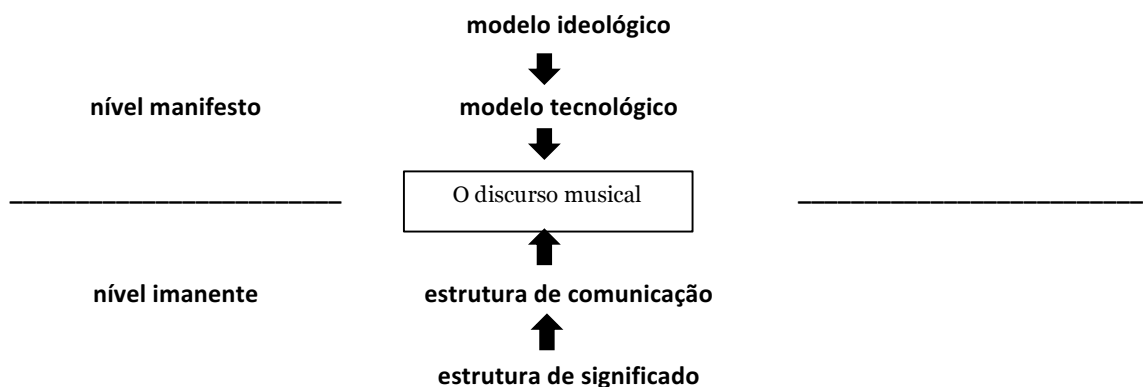 modelo ideológico
nível manifesto modelo tecnológico
O discurso musical
nível imanente estrutura de comunicação
estrutura de significado